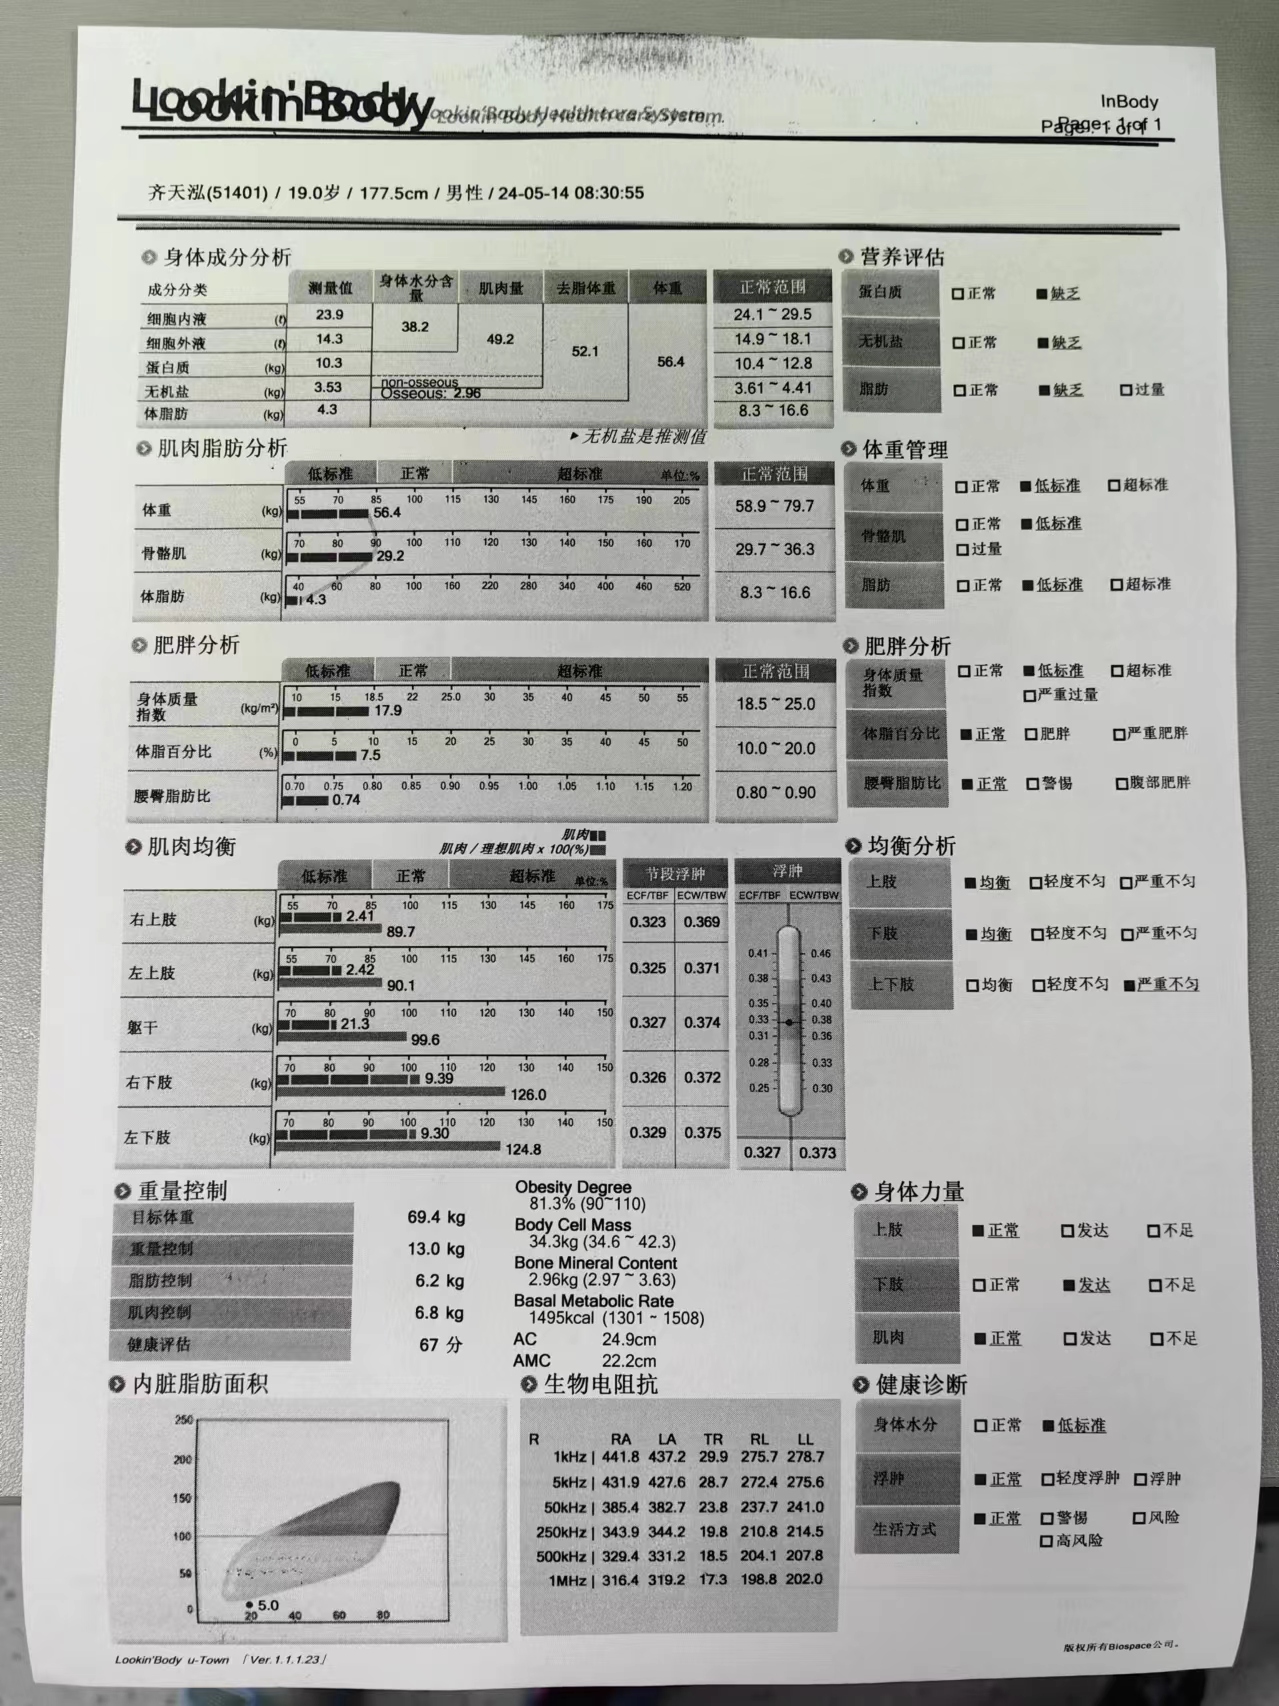 Lookin'Body Lookin'Body Health care System.
InBody
Page : 1 of 1
齐天泓(51401) / 19.0岁 / 177.5cm / 男性 / 24-05-14 08:30:55
身体成分分析
成分分类 测量值 身体水分含量 肌肉量 去脂体重 体重 正常范围
细胞内液 (ℓ) 23.9 38.2 49.2 52.1 56.4 24.1 ~ 29.5
细胞外液 (ℓ) 14.3 14.9 ~ 18.1
蛋白质 (kg) 10.3 10.4 ~ 12.8
无机盐 (kg) 3.53 non-osseous Osseous: 2.96 3.61 ~ 4.41
体脂肪 (kg) 4.3 8.3 ~ 16.6
▸ 无机盐是推测值
肌肉脂肪分析
低标准 正常 超标准 单位:% 正常范围
55 70 85 100 115 130 145 160 175 190 205
体重 (kg) 56.4 58.9 ~ 79.7
70 80 90 100 110 120 130 140 150 160 170
骨骼肌 (kg) 29.2 29.7 ~ 36.3
40 60 80 100 160 220 280 340 400 460 520
体脂肪 (kg) 4.3 8.3 ~ 16.6
肥胖分析
低标准 正常 超标准 正常范围
10 15 18.5 22 25.0 30 35 40 45 50 55
身体质量指数 (kg/m²) 17.9 18.5 ~ 25.0
0 5 10 15 20 25 30 35 40 45 50
体脂百分比 (%) 7.5 10.0 ~ 20.0
0.70 0.75 0.80 0.85 0.90 0.95 1.00 1.05 1.10 1.15 1.20
腰臀脂肪比 0.74 0.80 ~ 0.90
肌肉均衡
肌肉■■
肌肉 / 理想肌肉 x 100(%)■
低标准 正常 超标准 单位:% 节段浮肿 浮肿
ECF/TBF ECW/TBW ECF/TBF ECW/TBW
55 70 85 100 115 130 145 160 175
右上肢 (kg) 2.41 89.7 0.323 0.369
55 70 85 100 115 130 145 160 175
左上肢 (kg) 2.42 90.1 0.325 0.371
70 80 90 100 110 120 130 140 150
躯干 (kg) 21.3 99.6 0.327 0.374
70 80 90 100 110 120 130 140 150
右下肢 (kg) 9.39 126.0 0.326 0.372
70 80 90 100 110 120 130 140 150
左下肢 (kg) 9.30 124.8 0.329 0.375
0.41 0.46
0.38 0.43
0.35 0.40
0.33 0.38
0.31 0.36
0.28 0.33
0.25 0.30
0.327 0.373
重量控制
目标体重 69.4 kg
重量控制 13.0 kg
脂肪控制 6.2 kg
肌肉控制 6.8 kg
健康评估 67 分
Obesity Degree
81.3% (90~110)
Body Cell Mass
34.3kg (34.6 ~ 42.3)
Bone Mineral Content
2.96kg (2.97 ~ 3.63)
Basal Metabolic Rate
1495kcal (1301 ~ 1508)
AC 24.9cm
AMC 22.2cm
内脏脂肪面积
250
200
150
100
50
0
5.0
20 40 60 80
生物电阻抗
R RA LA TR RL LL
1kHz | 441.8 437.2 29.9 275.7 278.7
5kHz | 431.9 427.6 28.7 272.4 275.6
50kHz | 385.4 382.7 23.8 237.7 241.0
250kHz | 343.9 344.2 19.8 210.8 214.5
500kHz | 329.4 331.2 18.5 204.1 207.8
1MHz | 316.4 319.2 17.3 198.8 202.0
营养评估
蛋白质 □正常 ■缺乏
无机盐 □正常 ■缺乏
脂肪 □正常 ■缺乏 □过量
体重管理
体重 □正常 ■低标准 □超标准
骨骼肌 □正常 ■低标准
□过量
脂肪 □正常 ■低标准 □超标准
肥胖分析
身体质量指数 □正常 ■低标准 □超标准
□严重过量
体脂百分比 ■正常 □肥胖 □严重肥胖
腰臀脂肪比 ■正常 □警惕 □腹部肥胖
均衡分析
上肢 ■均衡 □轻度不匀 □严重不匀
下肢 ■均衡 □轻度不匀 □严重不匀
上下肢 □均衡 □轻度不匀 ■严重不匀
身体力量
上肢 ■正常 □发达 □不足
下肢 □正常 ■发达 □不足
肌肉 ■正常 □发达 □不足
健康诊断
身体水分 □正常 ■低标准
浮肿 ■正常 □轻度浮肿 □浮肿
生活方式 ■正常 □警惕 □风险
□高风险
Lookin'Body u-Town 「Ver.1.1.1.23」
版权所有Biospace公司。